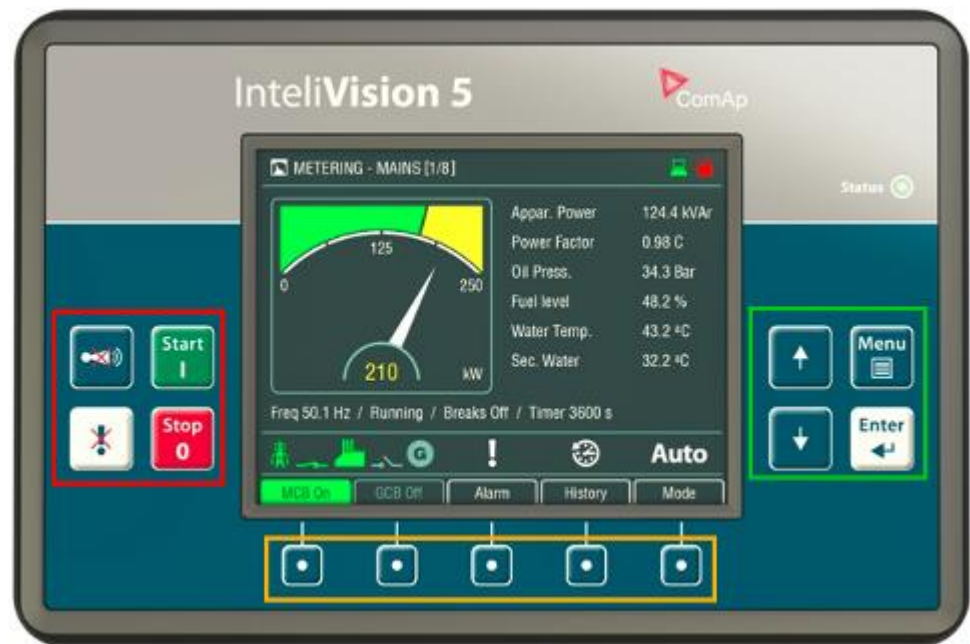 InteliVision 5
ComAp
METERING - MAINS [1/8]
Status
Appar. Power 124.4 kVAr
Power Factor 0.98 C
Oil Press. 34.3 Bar
Fuel level 48.2 %
Water Temp. 43.2 ºC
Sec. Water 32.2 ºC
0 125 250
210 kW
Freq 50.1 Hz / Running / Breaks Off / Timer 3600 s
G ! Auto
MCB On GCB Off Alarm History Mode
Start
I
Stop
0
Menu
Enter